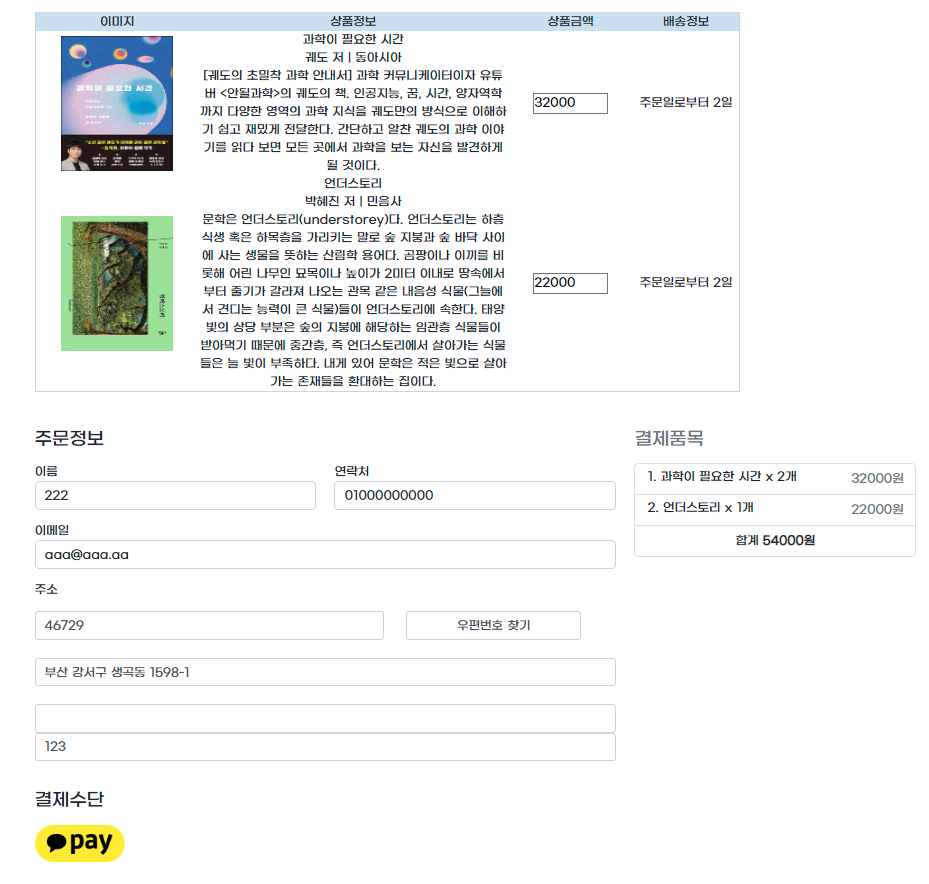 이미지 상품정보 상품금액 배송정보
과학이 필요한 시간
궤도 저 | 동아시아
[궤도의 초밀착 과학 안내서] 과학 커뮤니케이터이자 유튜
버 <안될과학>의 궤도의 책. 인공지능, 꿈, 시간, 양자역학
까지 다양한 영역의 과학 지식을 궤도만의 방식으로 이해하
기 쉽고 재밌게 전달한다. 간단하고 알찬 궤도의 과학 이야
기를 읽다 보면 모든 곳에서 과학을 보는 자신을 발견하게
될 것이다.
32000
주문일로부터 2일
과학이 필요한 시간
언더스토리
박혜진 저 | 민음사
문학은 언더스토리(understorey)다. 언더스토리는 하층
식생 혹은 하목층을 가리키는 말로 숲 지붕과 숲 바닥 사이
에 사는 생물을 뜻하는 산림학 용어다. 곰팡이나 이끼를 비
롯해 어린 나무인 묘목이나 높이가 2미터 이내로 땅속에서
부터 줄기가 갈라져 나오는 관목 같은 내음성 식물(그늘에
서 견디는 능력이 큰 식물)들이 언더스토리에 속한다. 태양
빛의 상당 부분은 숲의 지붕에 해당하는 임관층 식물들이
받아먹기 때문에 중간층, 즉 언더스토리에서 살아가는 식물
들은 늘 빛이 부족하다. 내게 있어 문학은 적은 빛으로 살아
가는 존재들을 환대하는 집이다.
22000
주문일로부터 2일
언더스토리
주문정보
이름 연락처
222 01000000000
이메일
aaa@aaa.aa
주소
46729 우편번호 찾기
부산 강서구 생곡동 1598-1
123
결제수단
pay
결제품목
1. 과학이 필요한 시간 x 2개 32000원
2. 언더스토리 x 1개 22000원
합계 54000원